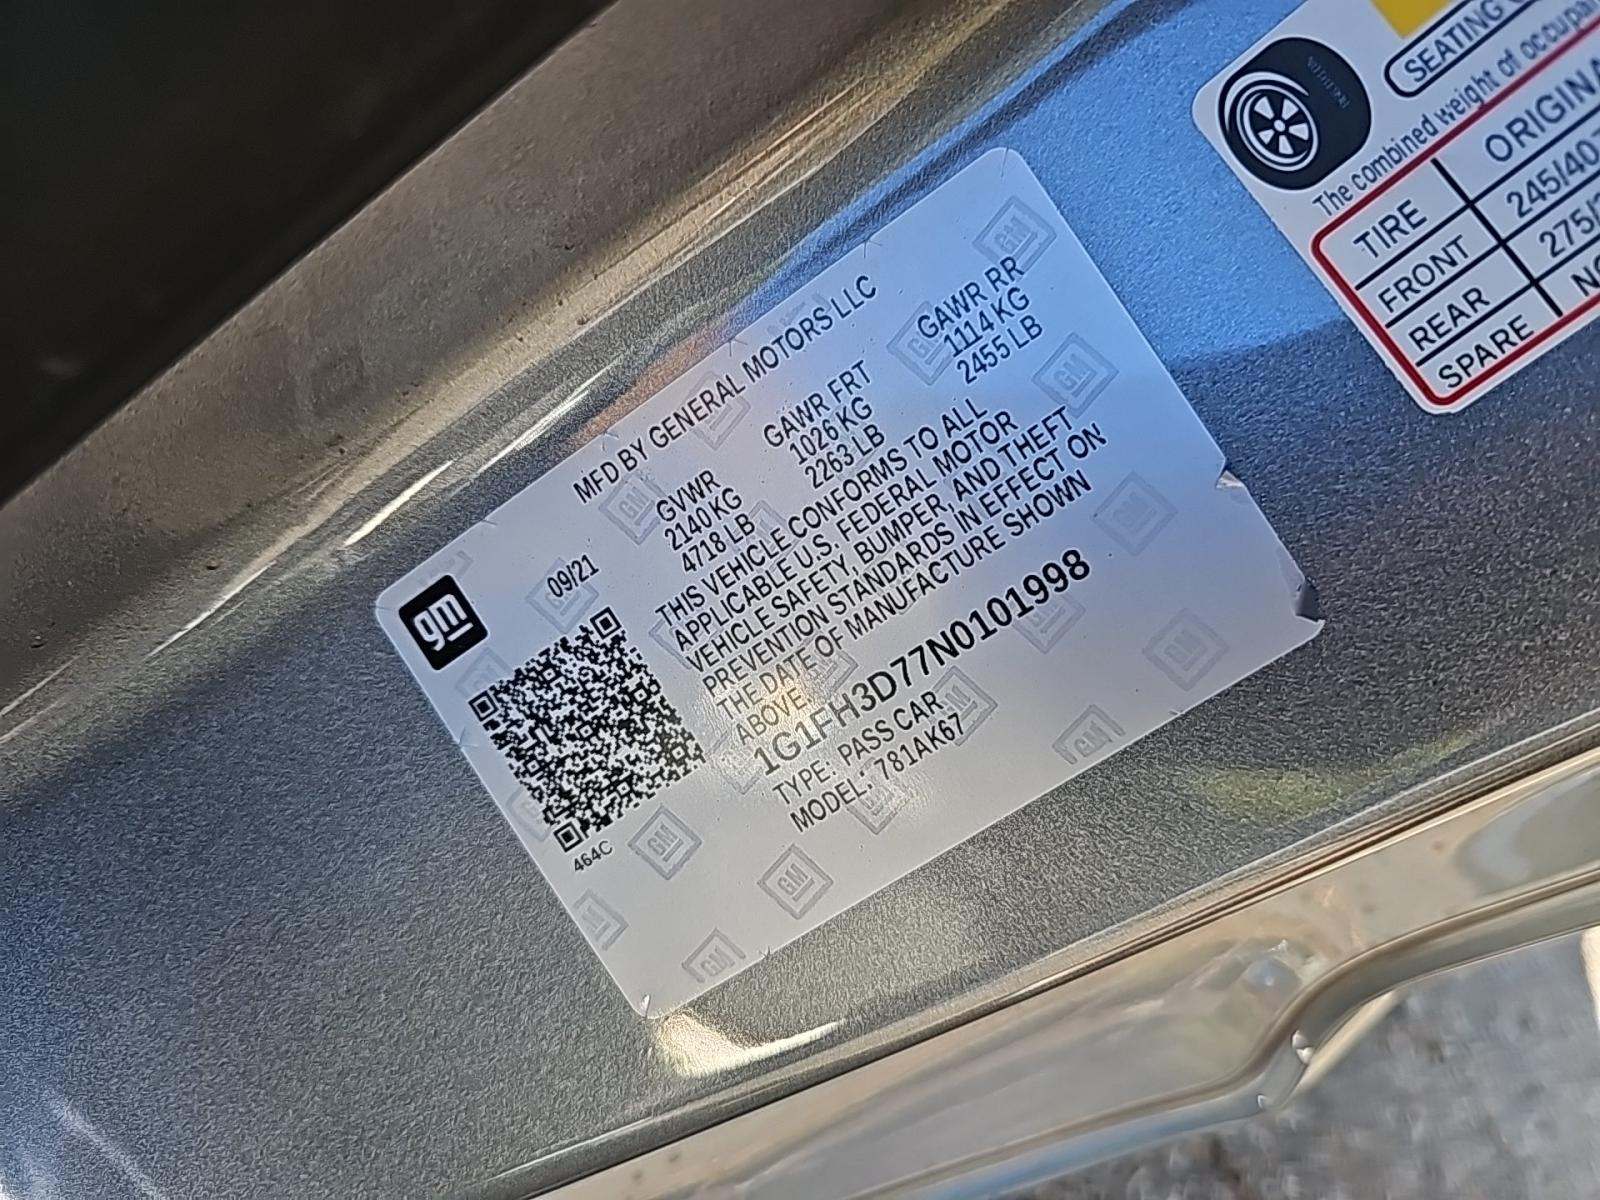 MFD BY GENERAL MOTORS LLC
gm
09/21
GVWR
2140 KG
4718 LB
GAWR FRT
1026 KG
2263 LB
GAWR RR
1114 KG
2455 LB
THIS VEHICLE CONFORMS TO ALL
APPLICABLE U.S. FEDERAL MOTOR
VEHICLE SAFETY, BUMPER, AND THEFT
PREVENTION STANDARDS IN EFFECT ON
THE DATE OF MANUFACTURE SHOWN
ABOVE.
1G1FH3D77N0101998
TYPE: PASS CAR
MODEL: 781AK67
464C
SEATING
The combined weight of
TIRE
FRONT 245/40
REAR 275/
SPARE